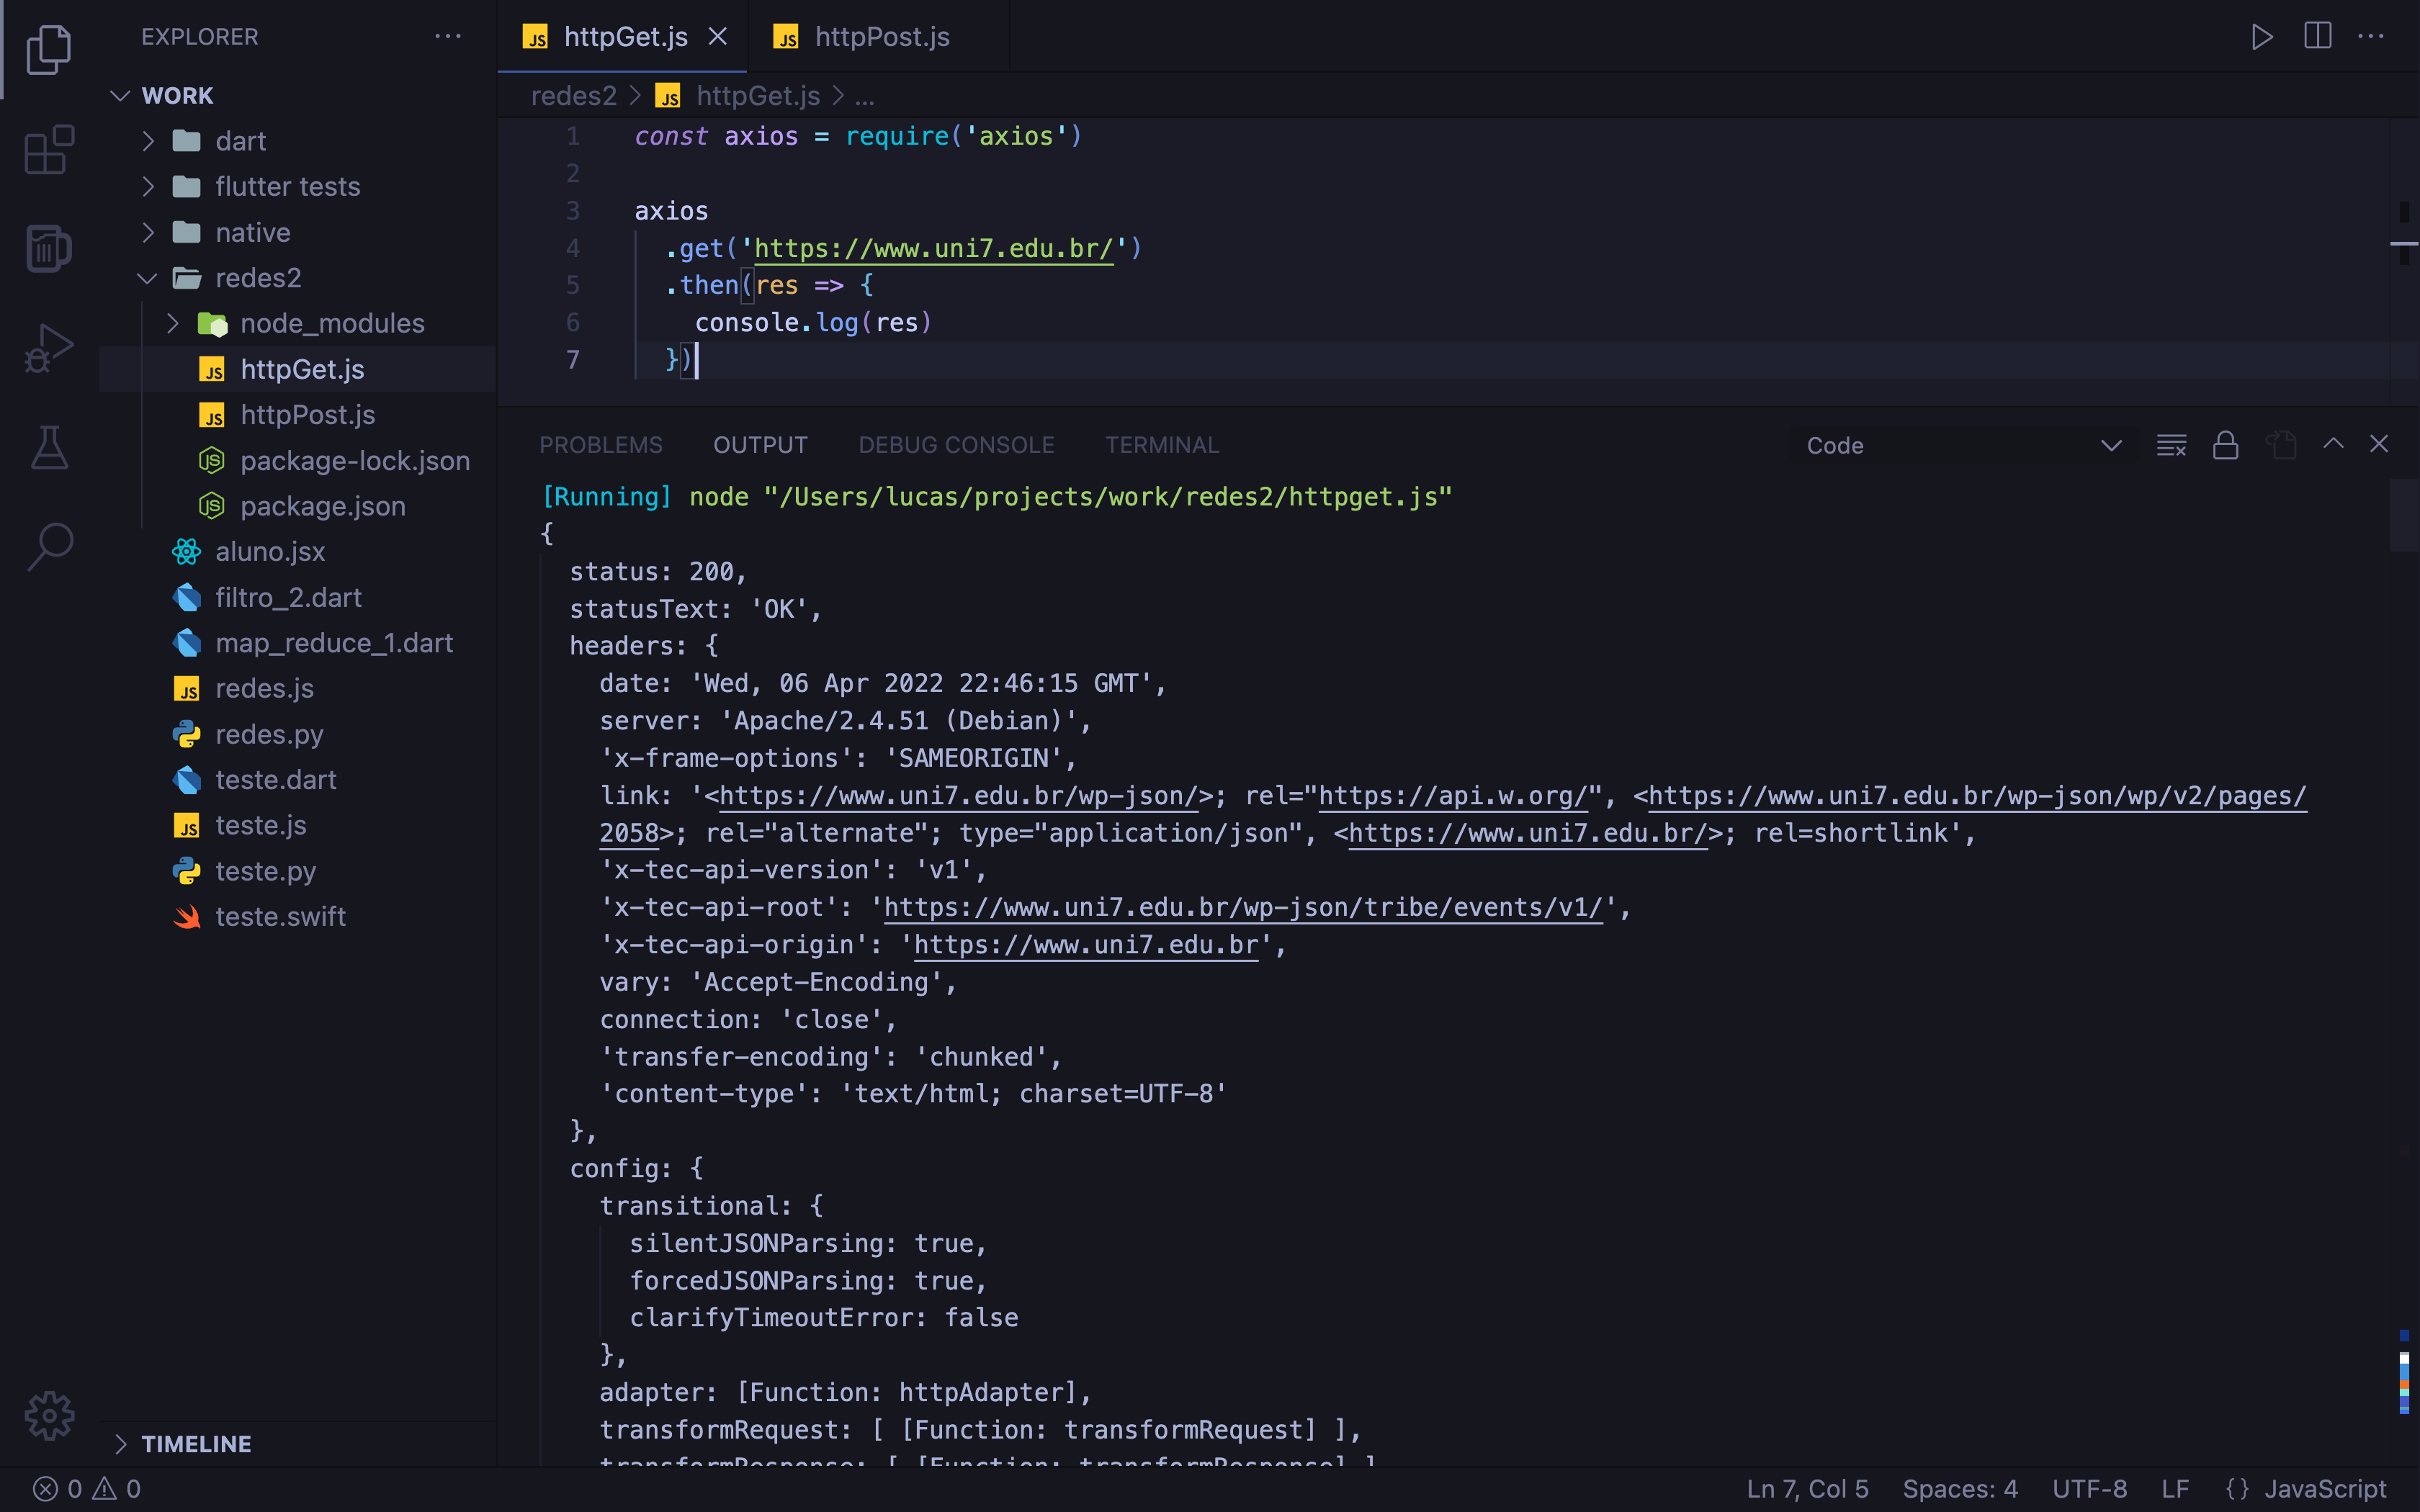 EXPLORER
WORK
dart
flutter tests
native
redes2
node_modules
httpGet.js
httpPost.js
package-lock.json
package.json
aluno.jsx
filtro_2.dart
map_reduce_1.dart
redes.js
redes.py
teste.dart
teste.js
teste.py
teste.swift
TIMELINE
httpGet.js
httpPost.js
redes2 > httpGet.js > ...
1 const axios = require('axios')
2
3 axios
4 .get('https://www.uni7.edu.br/')
5 .then(res => {
6 console.log(res)
7 })
PROBLEMS OUTPUT DEBUG CONSOLE TERMINAL Code
[Running] node "/Users/lucas/projects/work/redes2/httpget.js"
{
status: 200,
statusText: 'OK',
headers: {
date: 'Wed, 06 Apr 2022 22:46:15 GMT',
server: 'Apache/2.4.51 (Debian)',
'x-frame-options': 'SAMEORIGIN',
link: '<https://www.uni7.edu.br/wp-json/>; rel="https://api.w.org/", <https://www.uni7.edu.br/wp-json/wp/v2/pages/
2058>; rel="alternate"; type="application/json", <https://www.uni7.edu.br/>; rel=shortlink',
'x-tec-api-version': 'v1',
'x-tec-api-root': 'https://www.uni7.edu.br/wp-json/tribe/events/v1/',
'x-tec-api-origin': 'https://www.uni7.edu.br',
vary: 'Accept-Encoding',
connection: 'close',
'transfer-encoding': 'chunked',
'content-type': 'text/html; charset=UTF-8'
},
config: {
transitional: {
silentJSONParsing: true,
forcedJSONParsing: true,
clarifyTimeoutError: false
},
adapter: [Function: httpAdapter],
transformRequest: [ [Function: transformRequest] ],
transformResponse: [ [Function: transformResponse] ]
0 0
Ln 7, Col 5 Spaces: 4 UTF-8 LF {} JavaScript